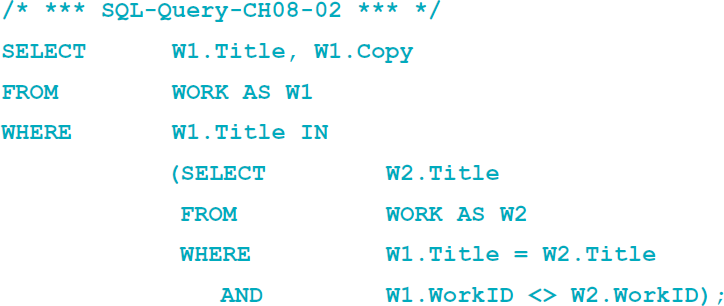 /* *** SQL-Query-CH08-02 *** */
SELECT W1.Title, W1.Copy
FROM WORK AS W1
WHERE W1.Title IN
(SELECT W2.Title
FROM WORK AS W2
WHERE W1.Title = W2.Title
AND W1.WorkID <> W2.WorkID);